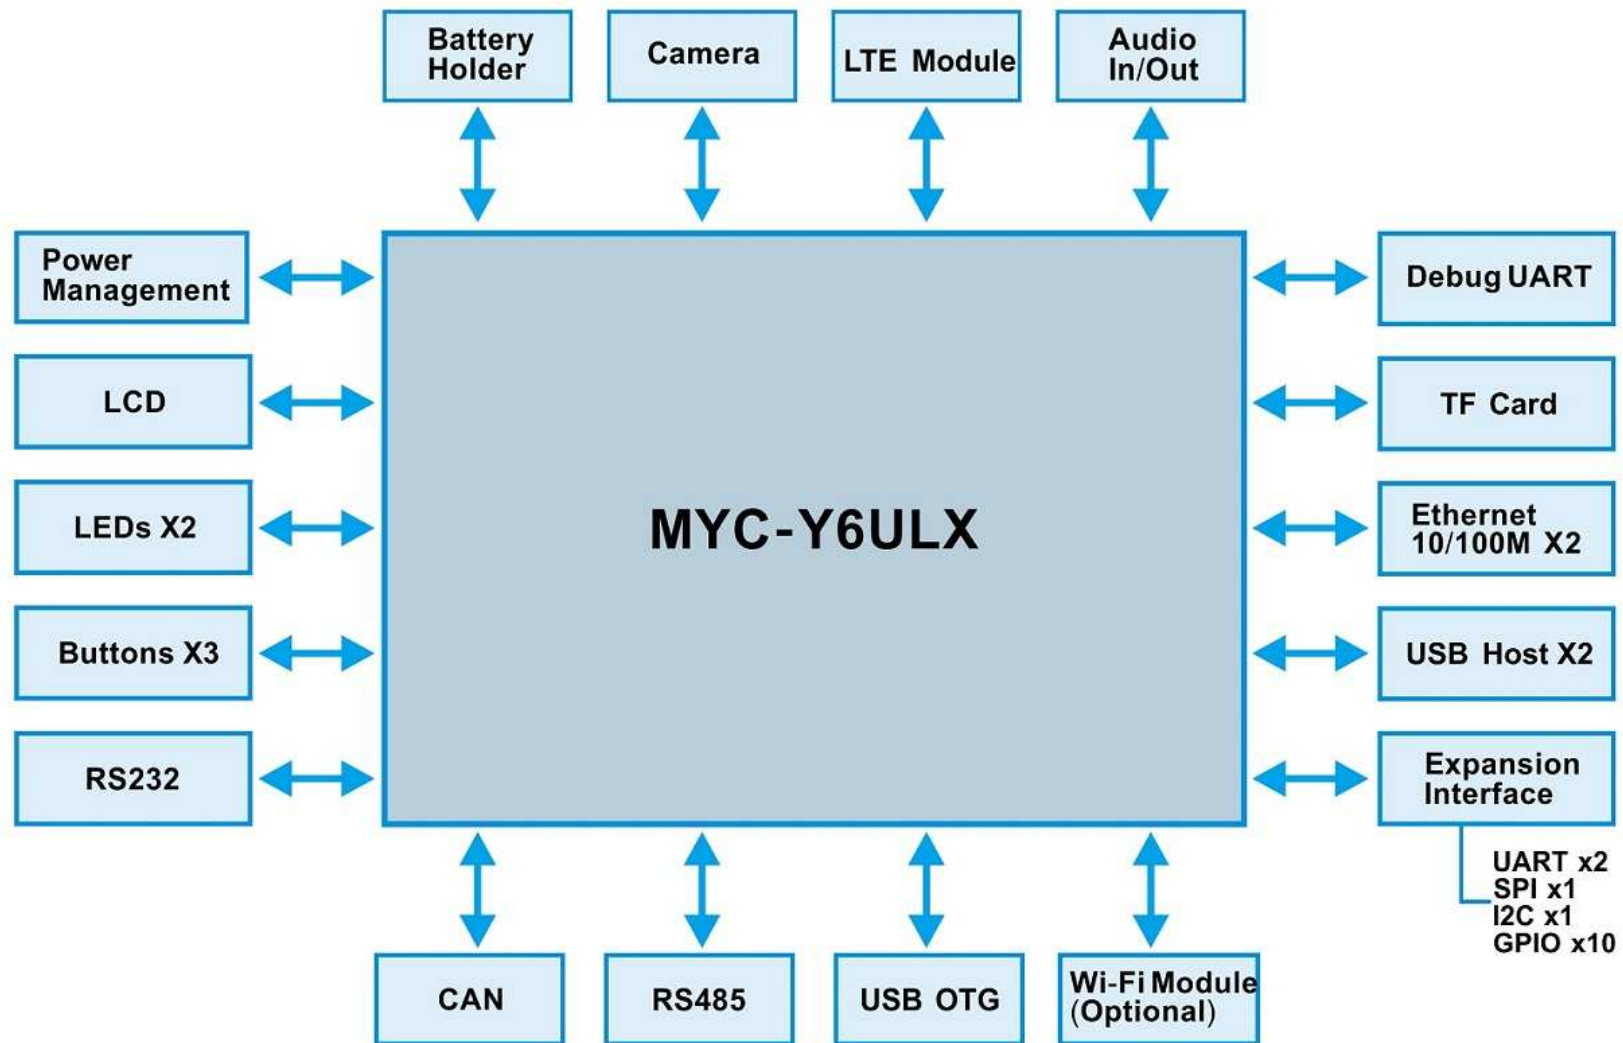 Battery
Holder
Camera
LTE Module
Audio
In/Out
Power
Management
LCD
LEDs X2
Buttons X3
RS232
MYC-Y6ULX
Debug UART
TF Card
Ethernet
10/100M X2
USB Host X2
Expansion
Interface
UART x2
SPI x1
I2C x1
GPIO x10
CAN
RS485
USB OTG
Wi-Fi Module
(Optional)